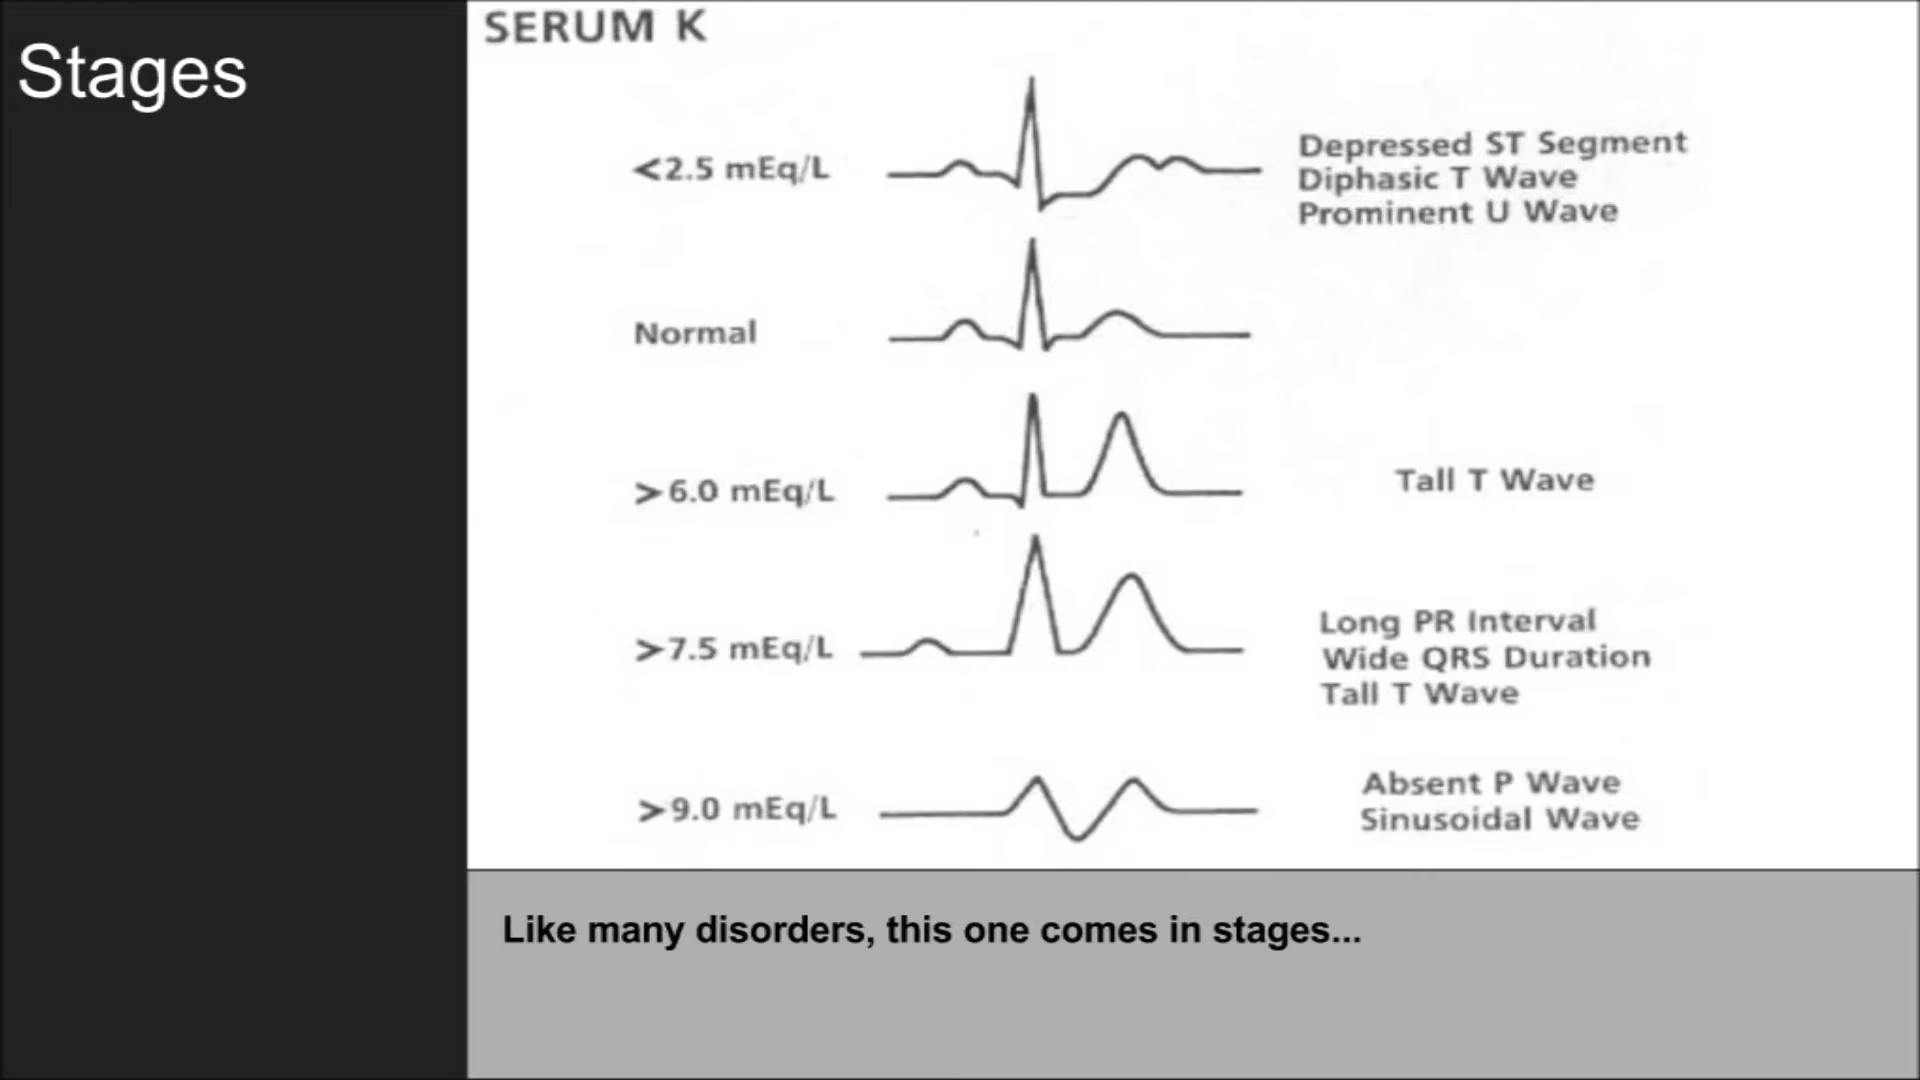 Stages
SERUM K
<2.5 mEq/L
Depressed ST Segment
Diphasic T Wave
Prominent U Wave
Normal
>6.0 mEq/L
Tall T Wave
>7.5 mEq/L
Long PR Interval
Wide QRS Duration
Tall T Wave
>9.0 mEq/L
Absent P Wave
Sinusoidal Wave
Like many disorders, this one comes in stages...